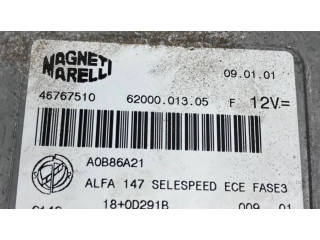 MAGNETI MARELLI
09.01.01
46767510 62000.013.05 F 12V=
A0B86A21
ALFA 147 SELESPEED ECE FASE3
18+0D291B 009 01